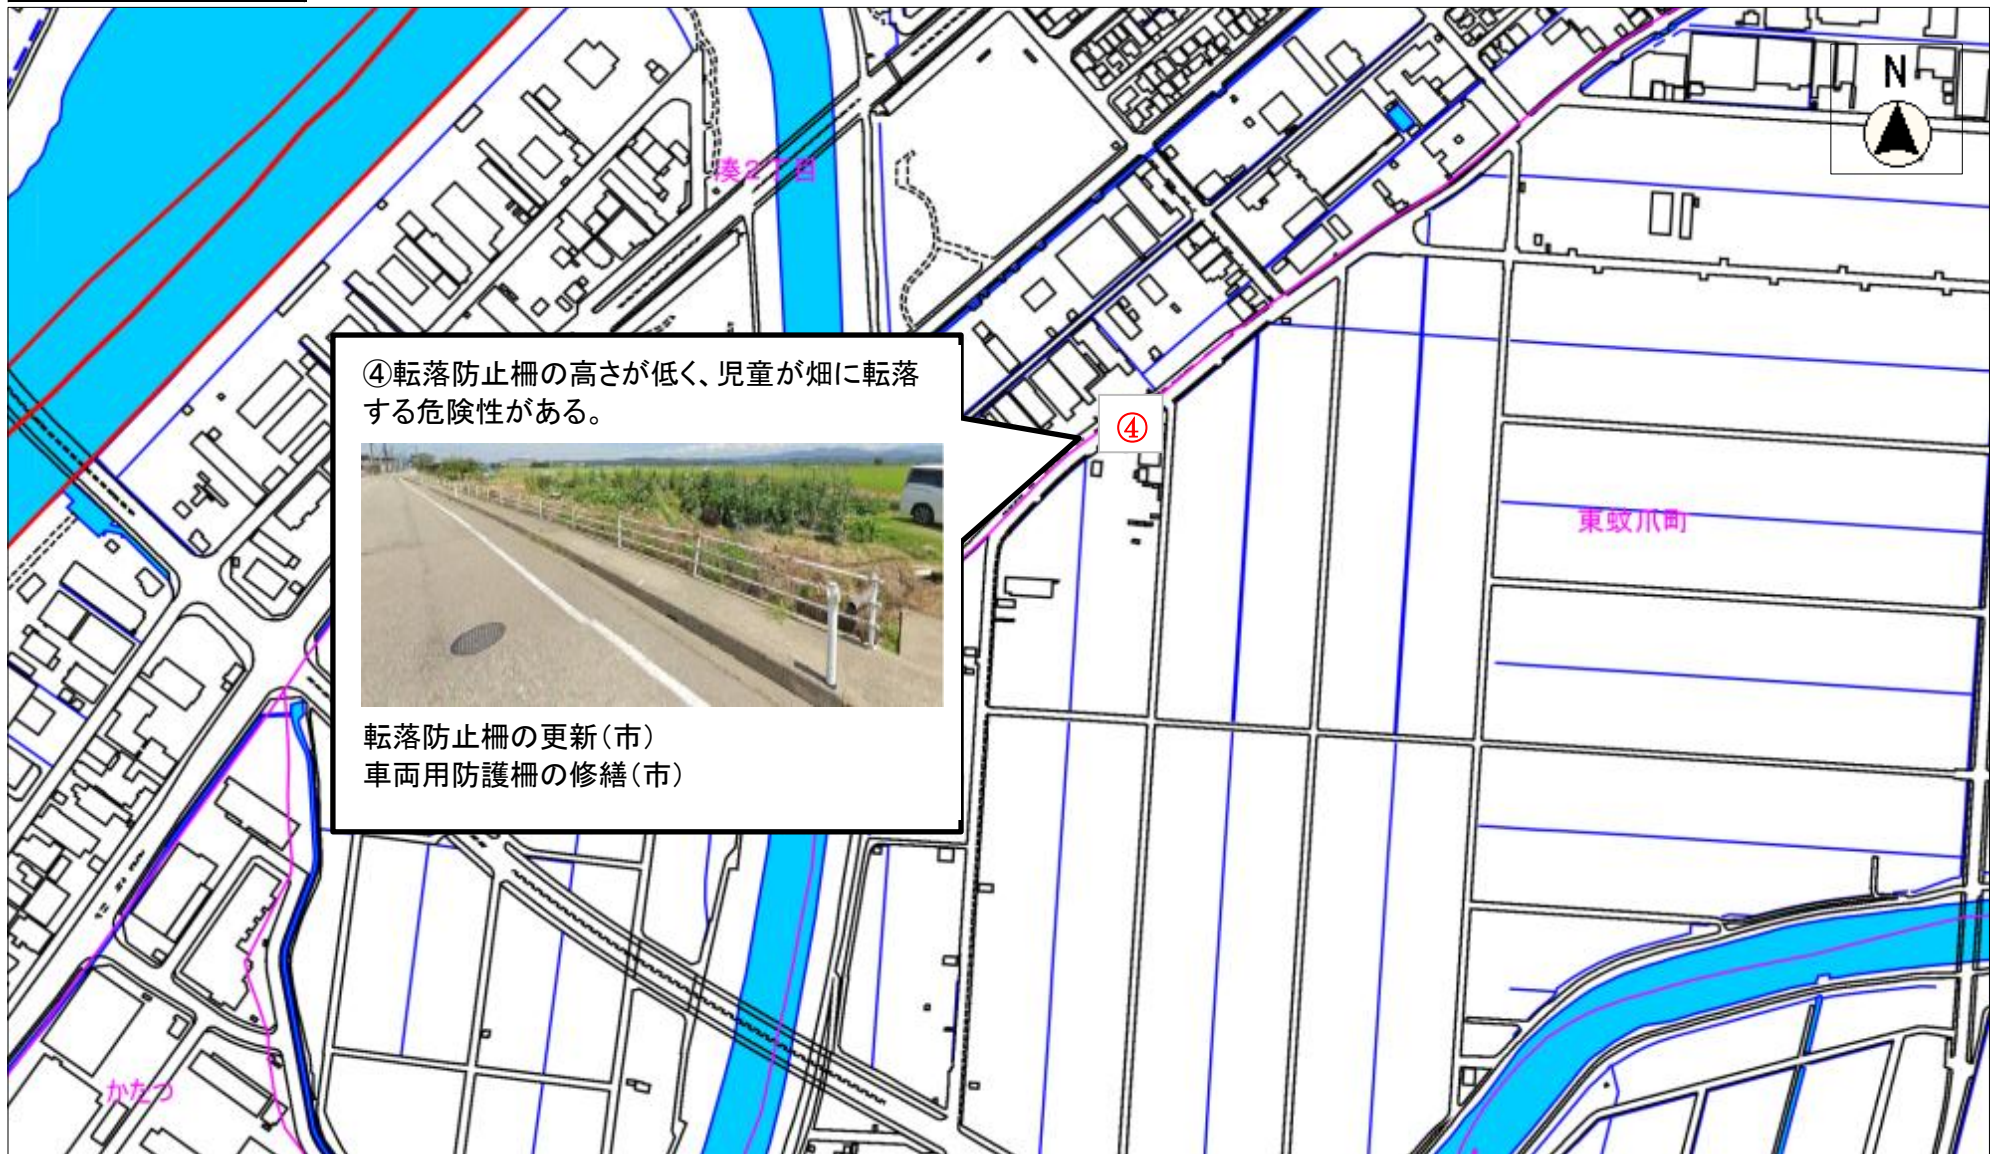 N
湊2丁目
④転落防止柵の高さが低く、児童が畑に転落
する危険性がある。
④
東蚊爪町
転落防止柵の更新（市）
車両用防護柵の修繕（市）
かたつ